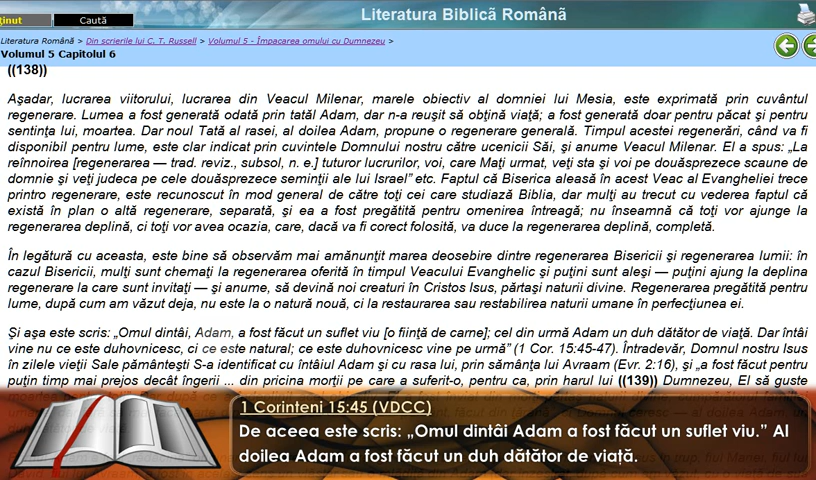 ținut
Caută
Literatura Biblică Română
Literatura Română > Din scrierile lui C. T. Russell > Volumul 5 - Împacarea omului cu Dumnezeu >
Volumul 5 Capitolul 6
((138))
Aşadar, lucrarea viitorului, lucrarea din Veacul Milenar, marele obiectiv al domniei lui Mesia, este exprimată prin cuvântul
regenerare. Lumea a fost generată odată prin tatăl Adam, dar n-a reuşit să obţină viaţă; a fost generată doar pentru păcat şi pentru
sentinţa lui, moartea. Dar noul Tată al rasei, al doilea Adam, propune o regenerare generală. Timpul acestei regenerări, când va fi
disponibil pentru lume, este clar indicat prin cuvintele Domnului nostru către ucenicii Săi, şi anume Veacul Milenar. El a spus: „La
reînnoirea [regenerarea — trad. reviz., subsol, n. e.] tuturor lucrurilor, voi, care Maţi urmat, veţi sta şi voi pe douăsprezece scaune de
domnie şi veţi judeca pe cele douăsprezece seminţii ale lui Israel” etc. Faptul că Biserica aleasă în acest Veac al Evangheliei trece
printro regenerare, este recunoscut în mod general de către toţi cei care studiază Biblia, dar mulţi au trecut cu vederea faptul că
există în plan o altă regenerare, separată, şi ea a fost pregătită pentru omenirea întreagă; nu înseamnă că toţi vor ajunge la
regenerarea deplină, ci toţi vor avea ocazia, care, dacă va fi corect folosită, va duce la regenerarea deplină, completă.
În legătură cu aceasta, este bine să observăm mai amănunţit marea deosebire dintre regenerarea Bisericii şi regenerarea lumii: în
cazul Bisericii, mulţi sunt chemaţi la regenerarea oferită în timpul Veacului Evanghelic şi puţini sunt aleşi — puţini ajung la deplina
regenerare la care sunt invitaţi — şi anume, să devină noi creaturi în Cristos Isus, părtaşi naturii divine. Regenerarea pregătită pentru
lume, după cum am văzut deja, nu este la o natură nouă, ci la restaurarea sau restabilirea naturii umane în perfecţiunea ei.
Şi aşa este scris: „Omul dintâi, Adam, a fost făcut un suflet viu [o fiinţă de carne]; cel din urmă Adam un duh dătător de viaţă. Dar întâi
vine nu ce este duhovnicesc, ci ce este natural; ce este duhovnicesc vine pe urmă” (1 Cor. 15:45-47). Întradevăr, Domnul nostru Isus
în zilele vieţii Sale pământeşti S-a identificat cu întâiul Adam şi cu rasa lui, prin sămânţa lui Avraam (Evr. 2:16), şi „a fost făcut pentru
puţin timp mai prejos decât îngerii ... din pricina morţii pe care a suferit-o, pentru ca, prin harul lui ((139)) Dumnezeu, El să guste
1 Corinteni 15:45 (VDCC)
De aceea este scris: „Omul dintâi Adam a fost făcut un suflet viu.” Al
doilea Adam a fost făcut un duh dătător de viață.